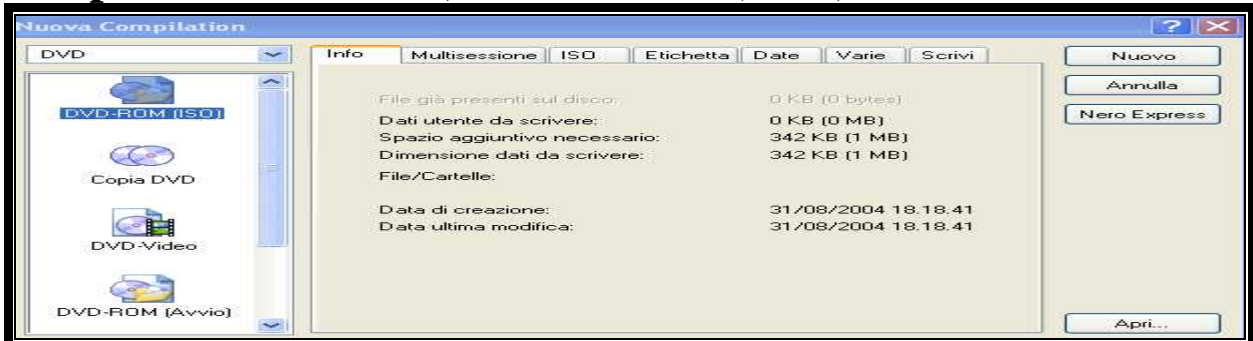 Nuova Compilation
DVD
DVD-ROM (ISO)
Copia DVD
DVD-Video
DVD-ROM (Avvio)
Info Multisessione ISO Etichetta Date Varie Scrivi
File già presenti sul disco: 0 KB (0 bytes)
Dati utente da scrivere: 0 KB (0 MB)
Spazio aggiuntivo necessario: 342 KB (1 MB)
Dimensione dati da scrivere: 342 KB (1 MB)
File/Cartelle:
Data di creazione: 31/08/2004 18.18.41
Data ultima modifica: 31/08/2004 18.18.41
Nuovo
Annulla
Nero Express
Apri...